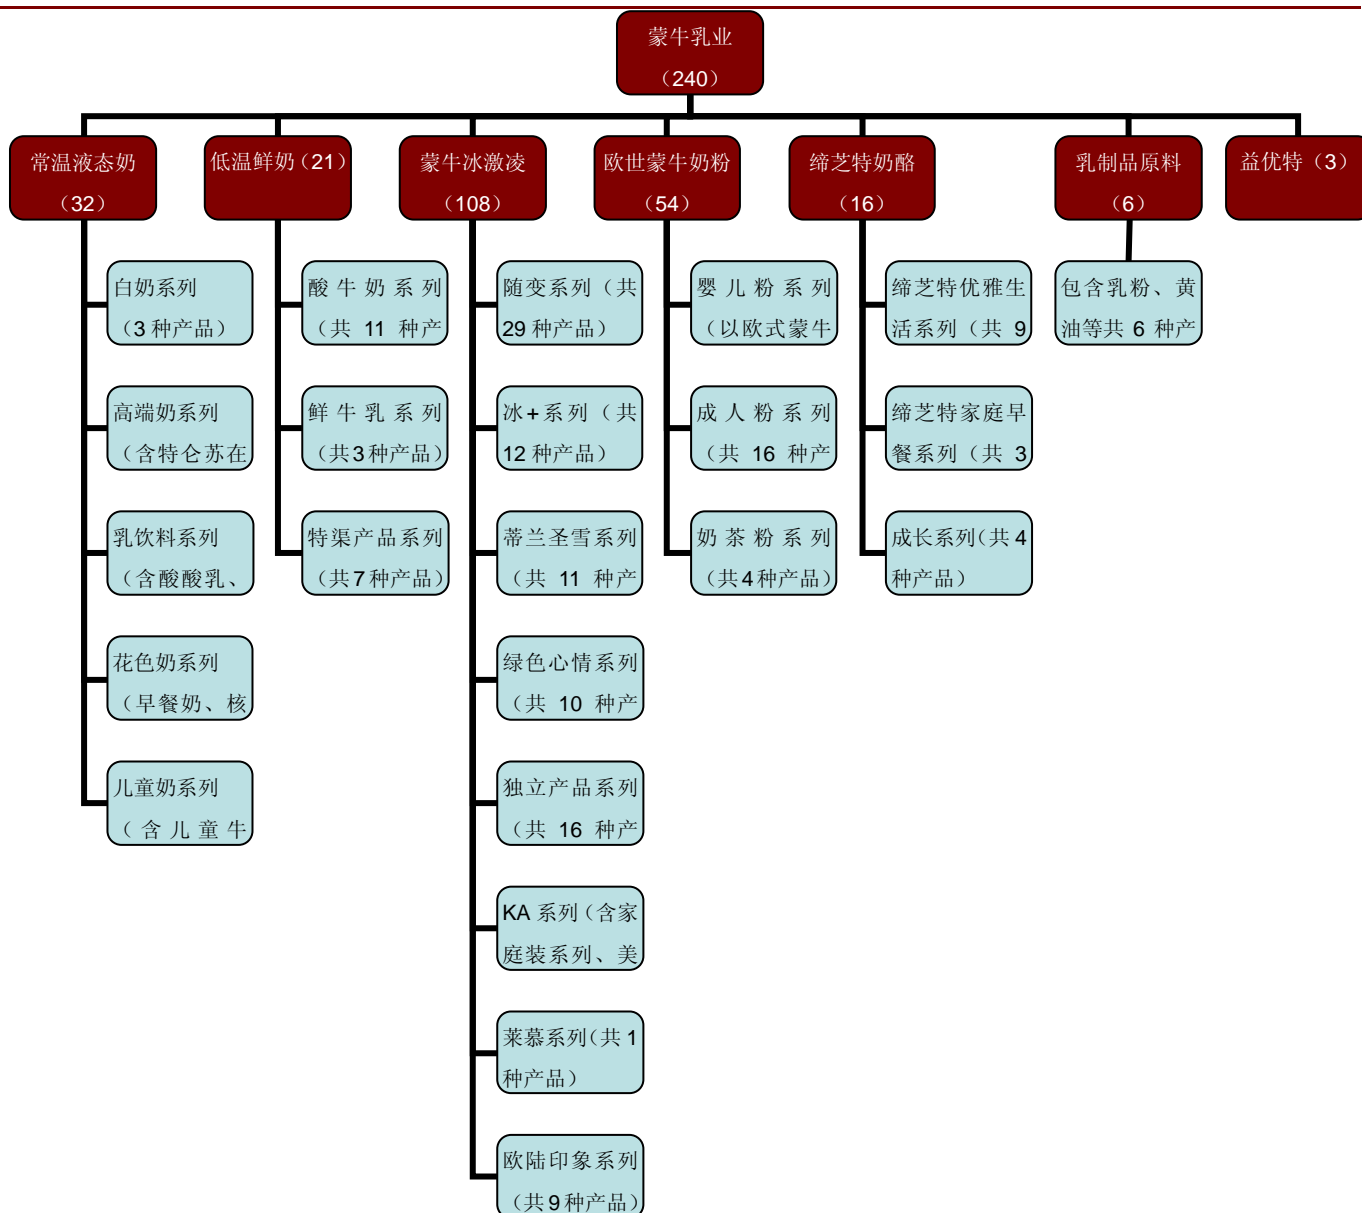 蒙牛乳业
（240）
常温液态奶
（32）
低温鲜奶（21）
蒙牛冰激凌
（108）
欧世蒙牛奶粉
（54）
缔芝特奶酪
（16）
乳制品原料
（6）
益优特（3）
白奶系列
（3 种产品）
高端奶系列
（含特仑苏在
乳饮料系列
（含酸酸乳、
花色奶系列
（早餐奶、核
儿童奶系列
（含儿童牛
酸牛奶系列
（共 11 种产
鲜牛乳系列
（共3种产品）
特渠产品系列
（共7种产品）
随变系列（共
29种产品）
冰+系列（共
12种产品）
蒂兰圣雪系列
（共 11 种产
绿色心情系列
（共 10 种产
独立产品系列
（共 16 种产
KA 系列（含家
庭装系列、美
莱慕系列(共1
种产品）
欧陆印象系列
（共9种产品）
婴儿粉系列
（以欧式蒙牛
成人粉系列
（共 16 种产
奶茶粉系列
（共4种产品）
缔芝特优雅生
活系列（共 9
缔芝特家庭早
餐系列（共 3
成长系列(共4
种产品）
包含乳粉、黄
油等共 6 种产